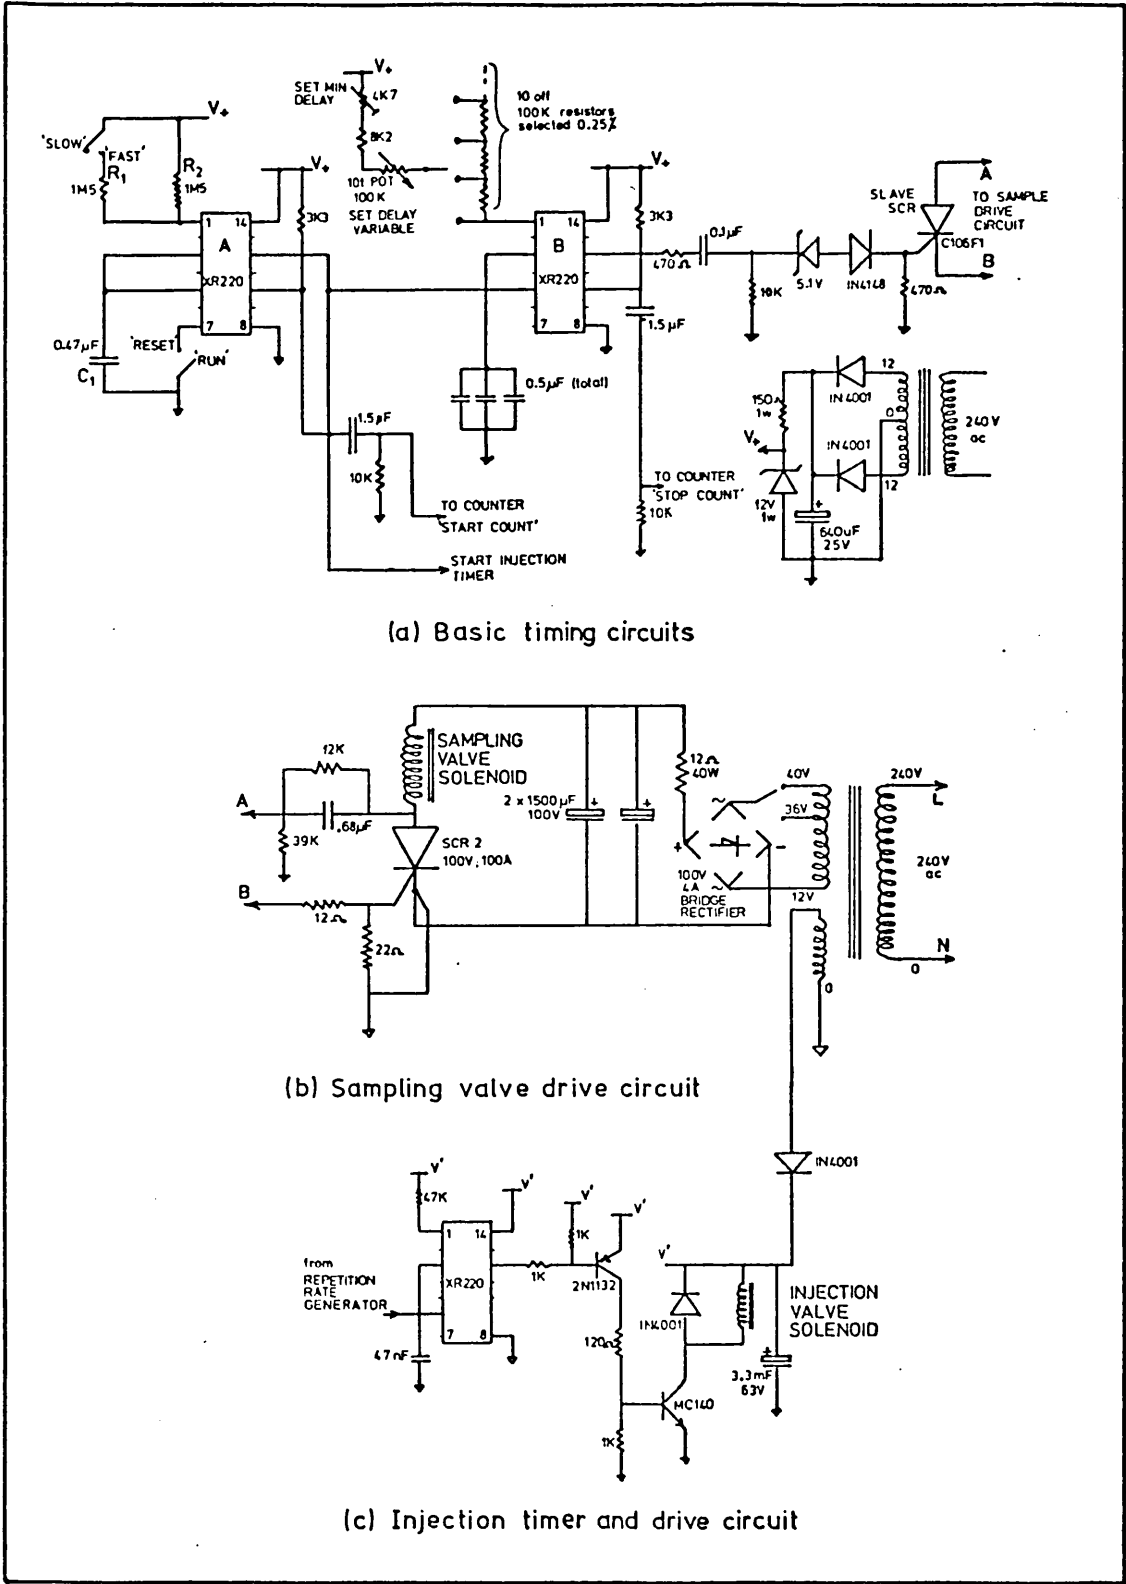 V+
SET MIN
DELAY
4K7
8K2
101 POT
100K
SET DELAY
VARIABLE
10 off
100K resistors
selected 0.25%
V+
'SLOW'
'FAST'
R1
1M5
R2
1M5
V+
3K3
1
14
A
XR220
7
8
0.47µF
C1
'RESET'
'RUN'
1.5µF
10K
TO COUNTER
'START COUNT'
START INJECTION
TIMER
V+
3K3
1
14
B
XR220
7
8
0.5µF (total)
470Ω
0.1µF
10K
5.1V
IN4148
470Ω
SLAVE
SCR
C106F1
A
TO SAMPLE
DRIVE
CIRCUIT
B
1.5µF
TO COUNTER
'STOP COUNT'
10K
150Ω
1w
V+
12V
1w
640uF
25V
IN4001
IN4001
12
0
12
240V
ac
(a) Basic timing circuits
A
12K
.68µF
39K
SAMPLING
VALVE
SOLENOID
SCR 2
100V, 100A
B
12Ω
22Ω
2 x 1500µF
100V
+
+
12Ω
40W
~
+
-
~
100V
4A
BRIDGE
RECTIFIER
40V
36V
12V
0
240V
L
240V
ac
N
0
(b) Sampling valve drive circuit
IN4001
V'
47K
V'
1
14
XR220
7
8
from
REPETITION
RATE
GENERATOR
47nF
1K
V'
1K
V'
2N1132
120Ω
1K
MC140
V'
IN4001
INJECTION
VALVE
SOLENOID
+
3.3mF
63V
(c) Injection timer and drive circuit